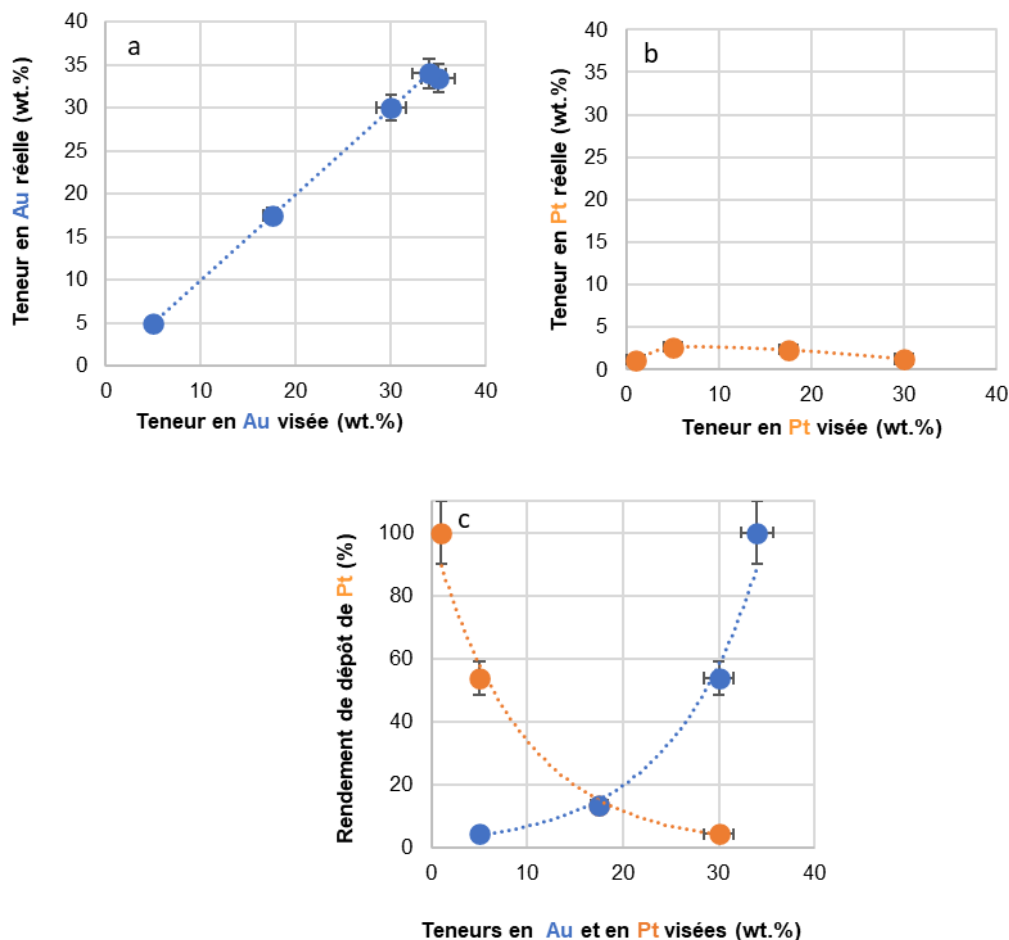 a
40
35
30
25
20
15
10
5
0
0 10 20 30 40
Teneur en Au réelle (wt.%)
Teneur en Au visée (wt.%)
b
40
35
30
25
20
15
10
5
0
0 10 20 30 40
Teneur en Pt réelle (wt.%)
Teneur en Pt visée (wt.%)
c
100
80
60
40
20
0
0 10 20 30 40
Rendement de dépôt de Pt (%)
Teneurs en Au et en Pt visées (wt.%)